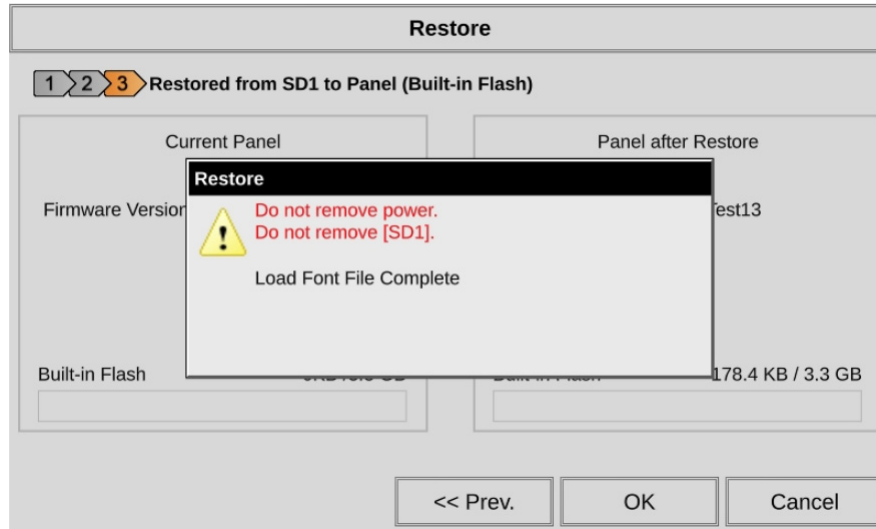 Restore
1 2 3 Restored from SD1 to Panel (Built-in Flash)
Current Panel
Panel after Restore
Restore
Do not remove power.
Do not remove [SD1].
Load Font File Complete
Firmware Version
Built-in Flash
178.4 KB / 3.3 GB
<< Prev.
OK
Cancel